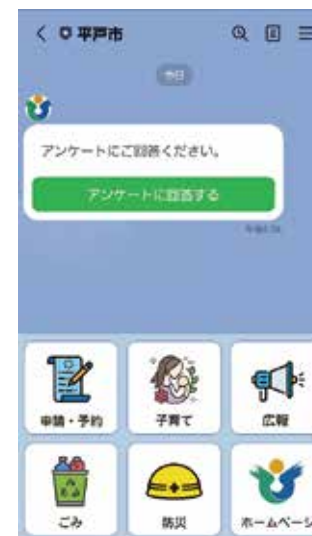 平戸市
今日
アンケートにご回答ください。
アンケートに回答する
申請・予約
子育て
広報
ごみ
防災
ホームページ